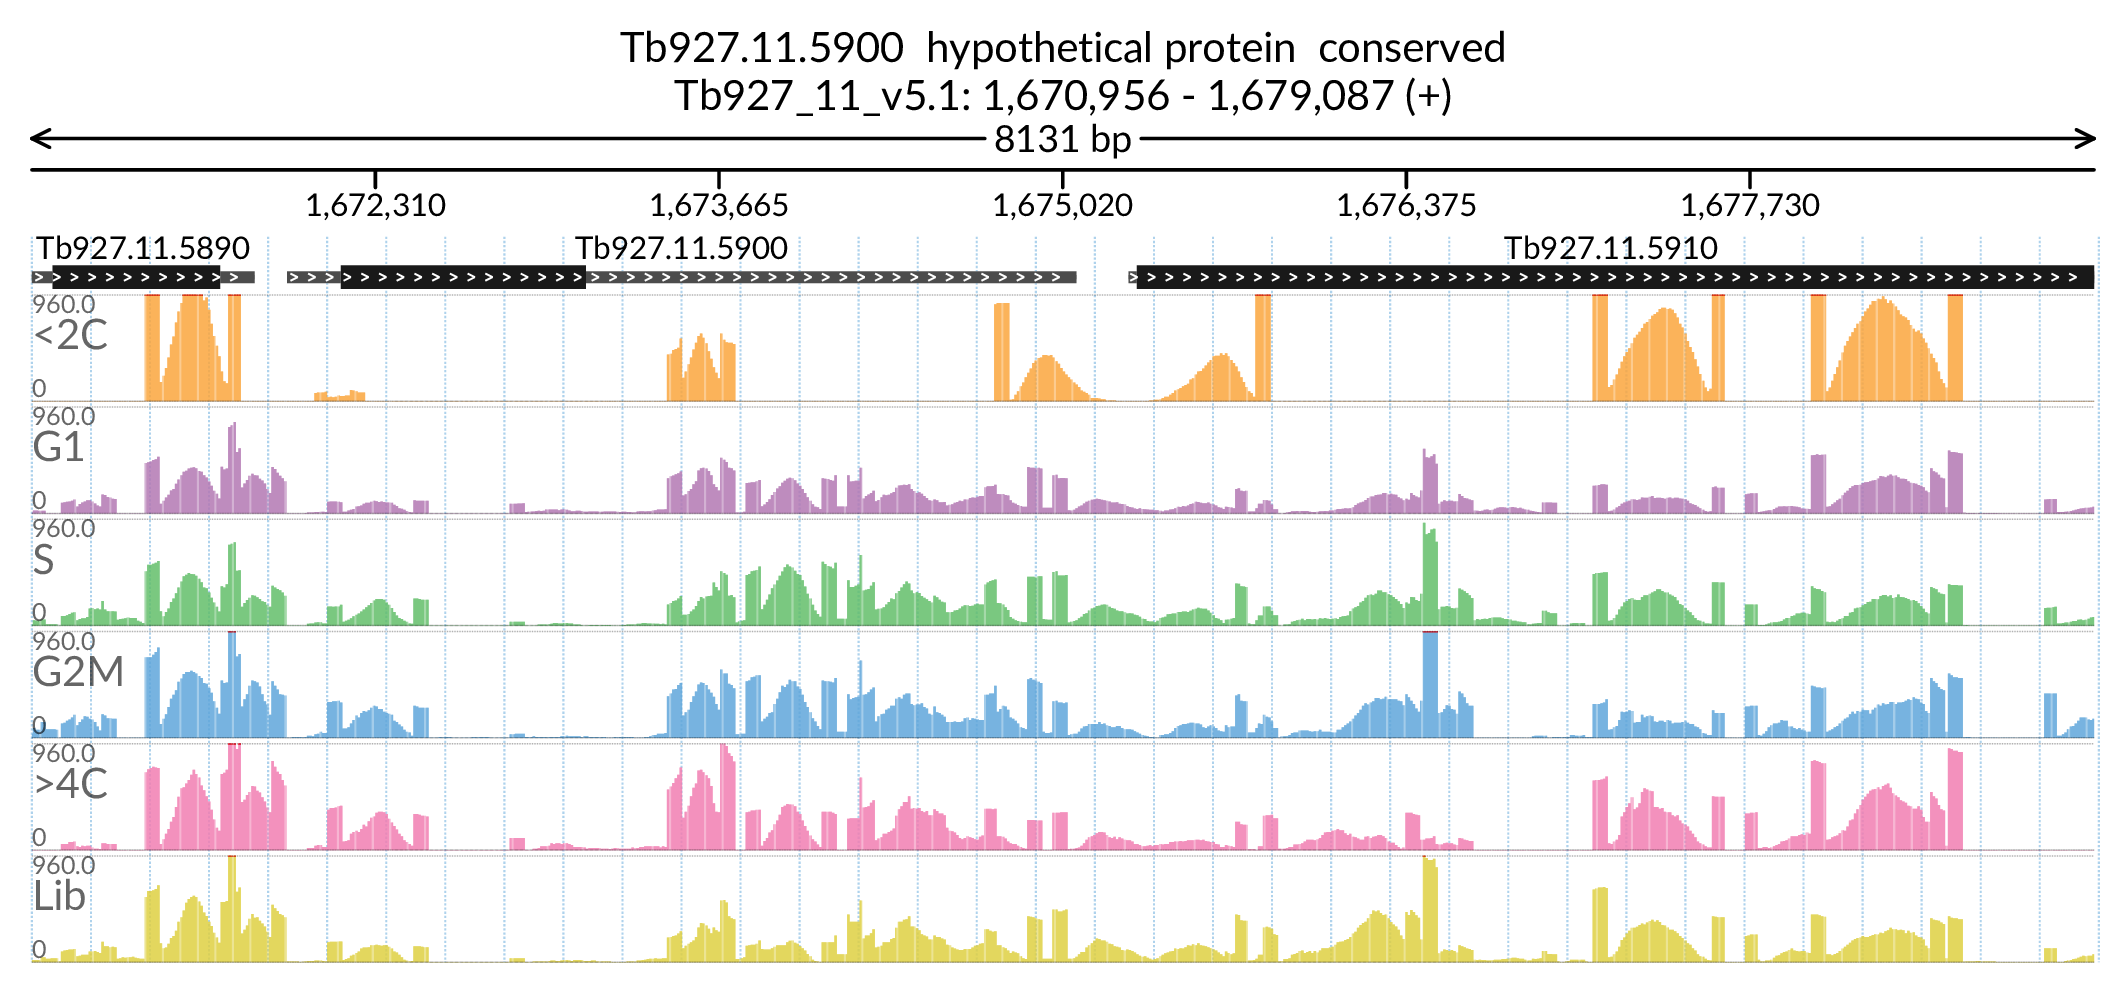 Tb927.11.5900 hypothetical protein conserved
Tb927_11_v5.1: 1,670,956 - 1,679,087 (+)
8131 bp
1,672,310 1,673,665 1,675,020 1,676,375 1,677,730
Tb927.11.5890 Tb927.11.5900 Tb927.11.5910
960.0
<2C
0
960.0
G1
0
960.0
S
0
960.0
G2M
0
960.0
>4C
0
960.0
Lib
0